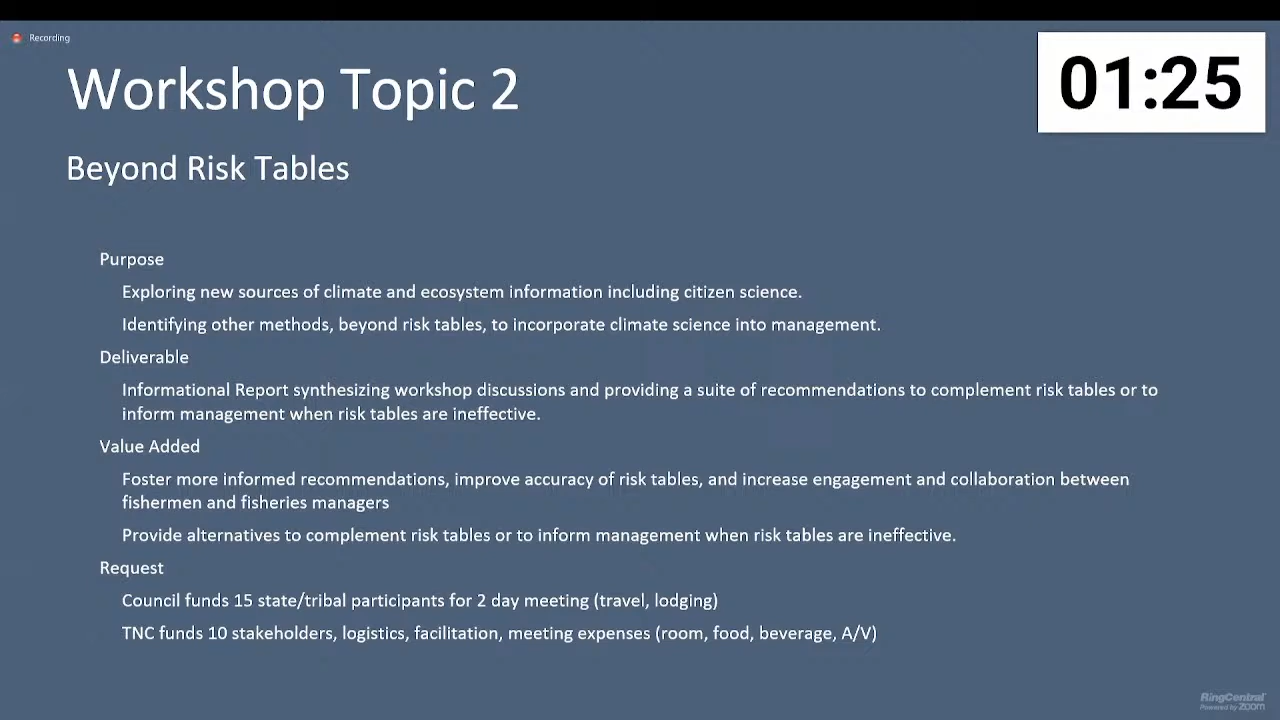 Recording
Workshop Topic 2
01:25
Beyond Risk Tables
Purpose
Exploring new sources of climate and ecosystem information including citizen science.
Identifying other methods, beyond risk tables, to incorporate climate science into management.
Deliverable
Informational Report synthesizing workshop discussions and providing a suite of recommendations to complement risk tables or to
inform management when risk tables are ineffective.
Value Added
Foster more informed recommendations, improve accuracy of risk tables, and increase engagement and collaboration between
fishermen and fisheries managers
Provide alternatives to complement risk tables or to inform management when risk tables are ineffective.
Request
Council funds 15 state/tribal participants for 2 day meeting (travel, lodging)
TNC funds 10 stakeholders, logistics, facilitation, meeting expenses (room, food, beverage, A/V)
RingCentral
Powered by zoom